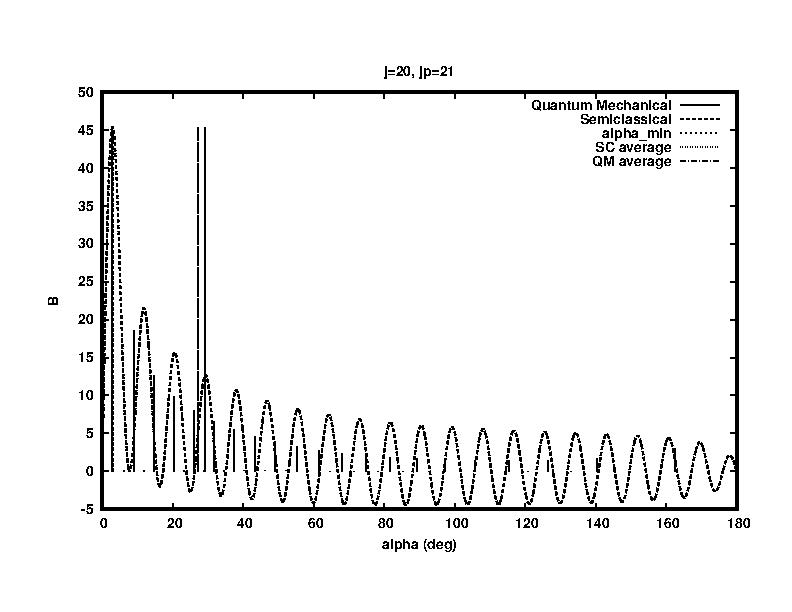 j=20, jp=21
50
45
40
35
30
25
20
15
10
5
0
-5
B
Quantum Mechanical
Semiclassical
alpha_min
SC average
QM average
0 20 40 60 80 100 120 140 160 180
alpha (deg)